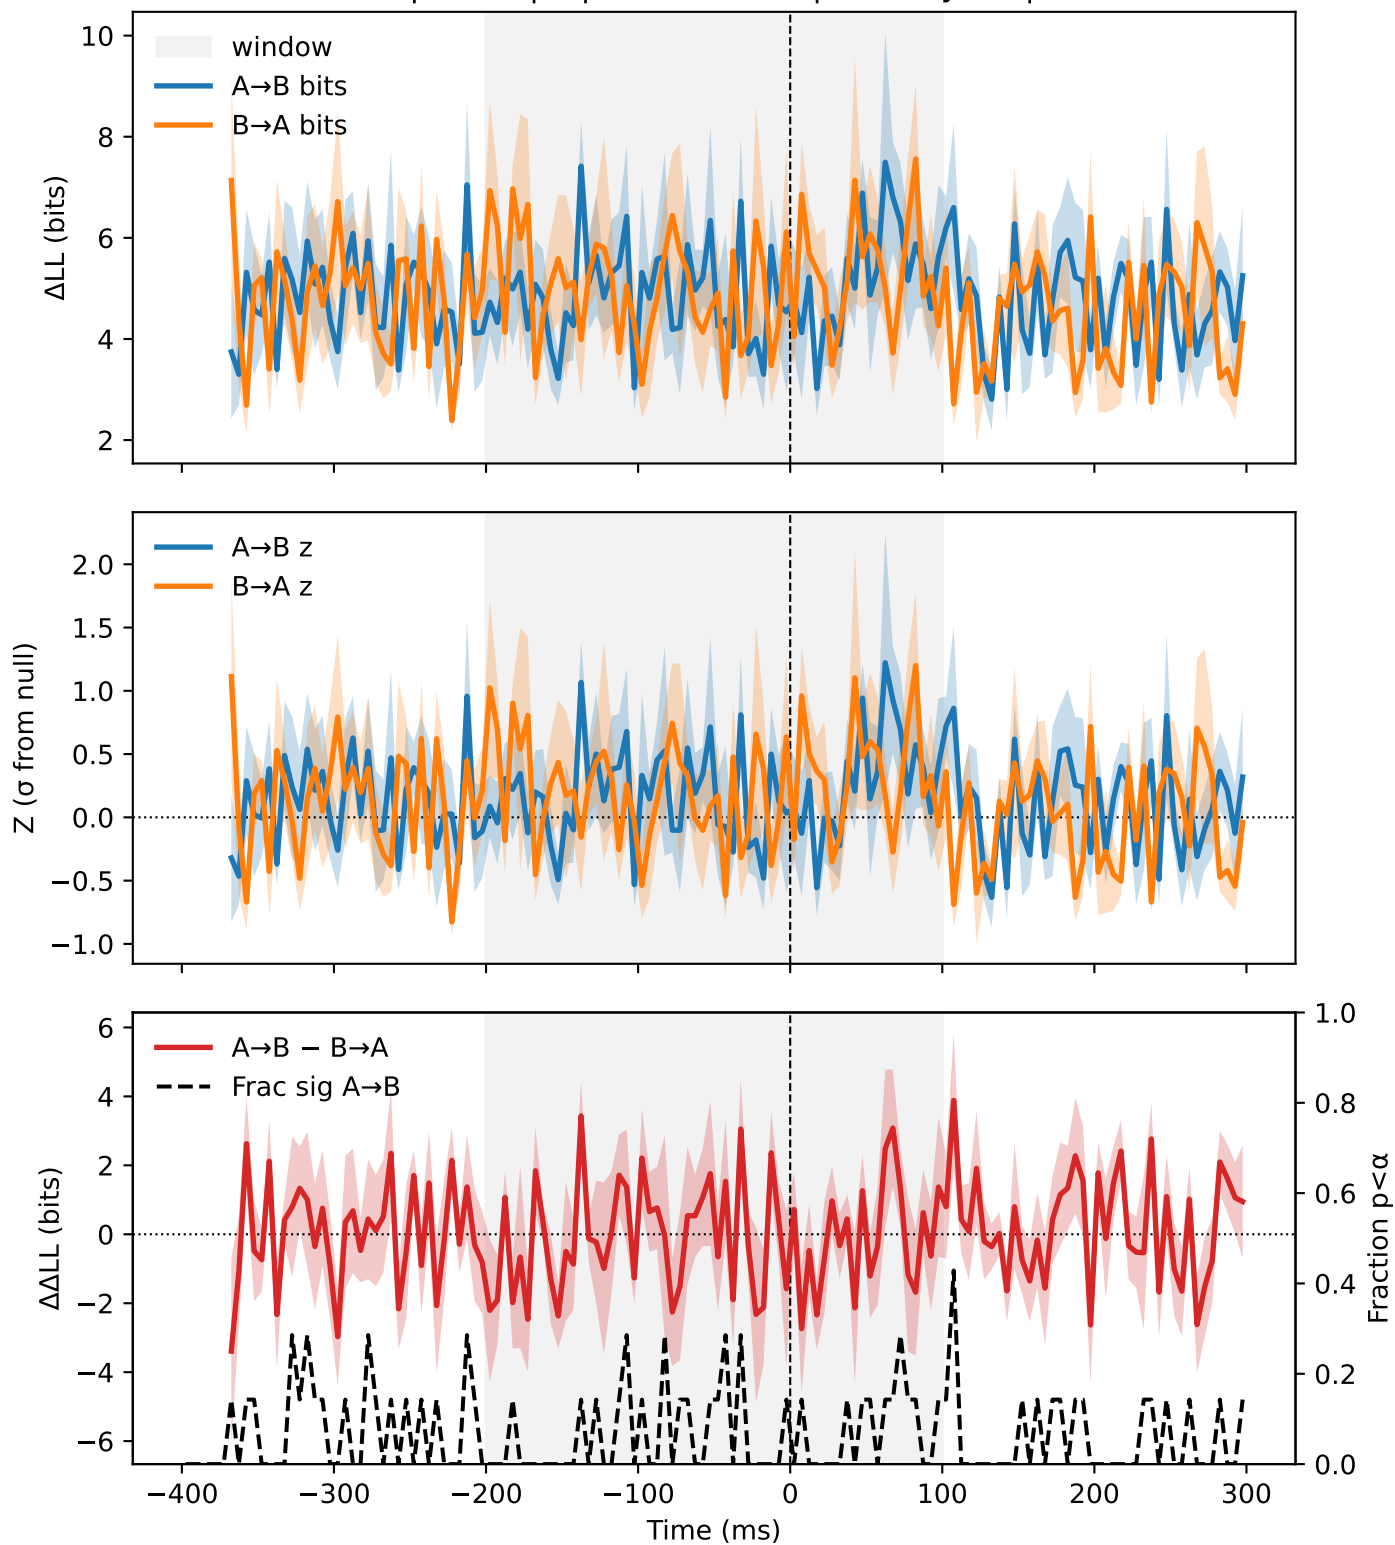 window
A→B bits
B→A bits
ΔLL (bits)
10
8
6
4
2
A→B z
B→A z
Z (σ from null)
2.0
1.5
1.0
0.5
0.0
−0.5
−1.0
A→B − B→A
Frac sig A→B
ΔΔLL (bits)
6
4
2
0
−2
−4
−6
1.0
0.8
0.6
0.4
0.2
0.0
Fraction p<α
−400 −300 −200 −100 0 100 200 300
Time (ms)